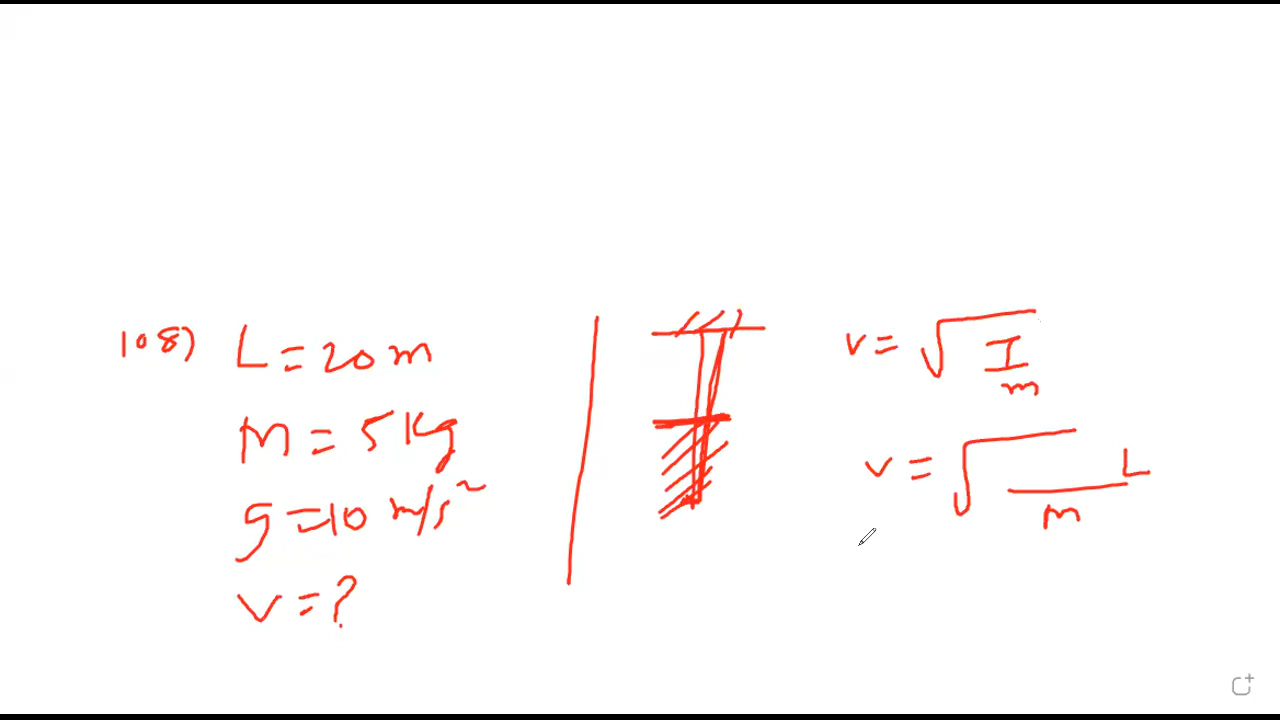 108) L = 20 m
M = 5 Kg
g = 10 m/s²
v = ?
v = √ T
m
v = √ L
m